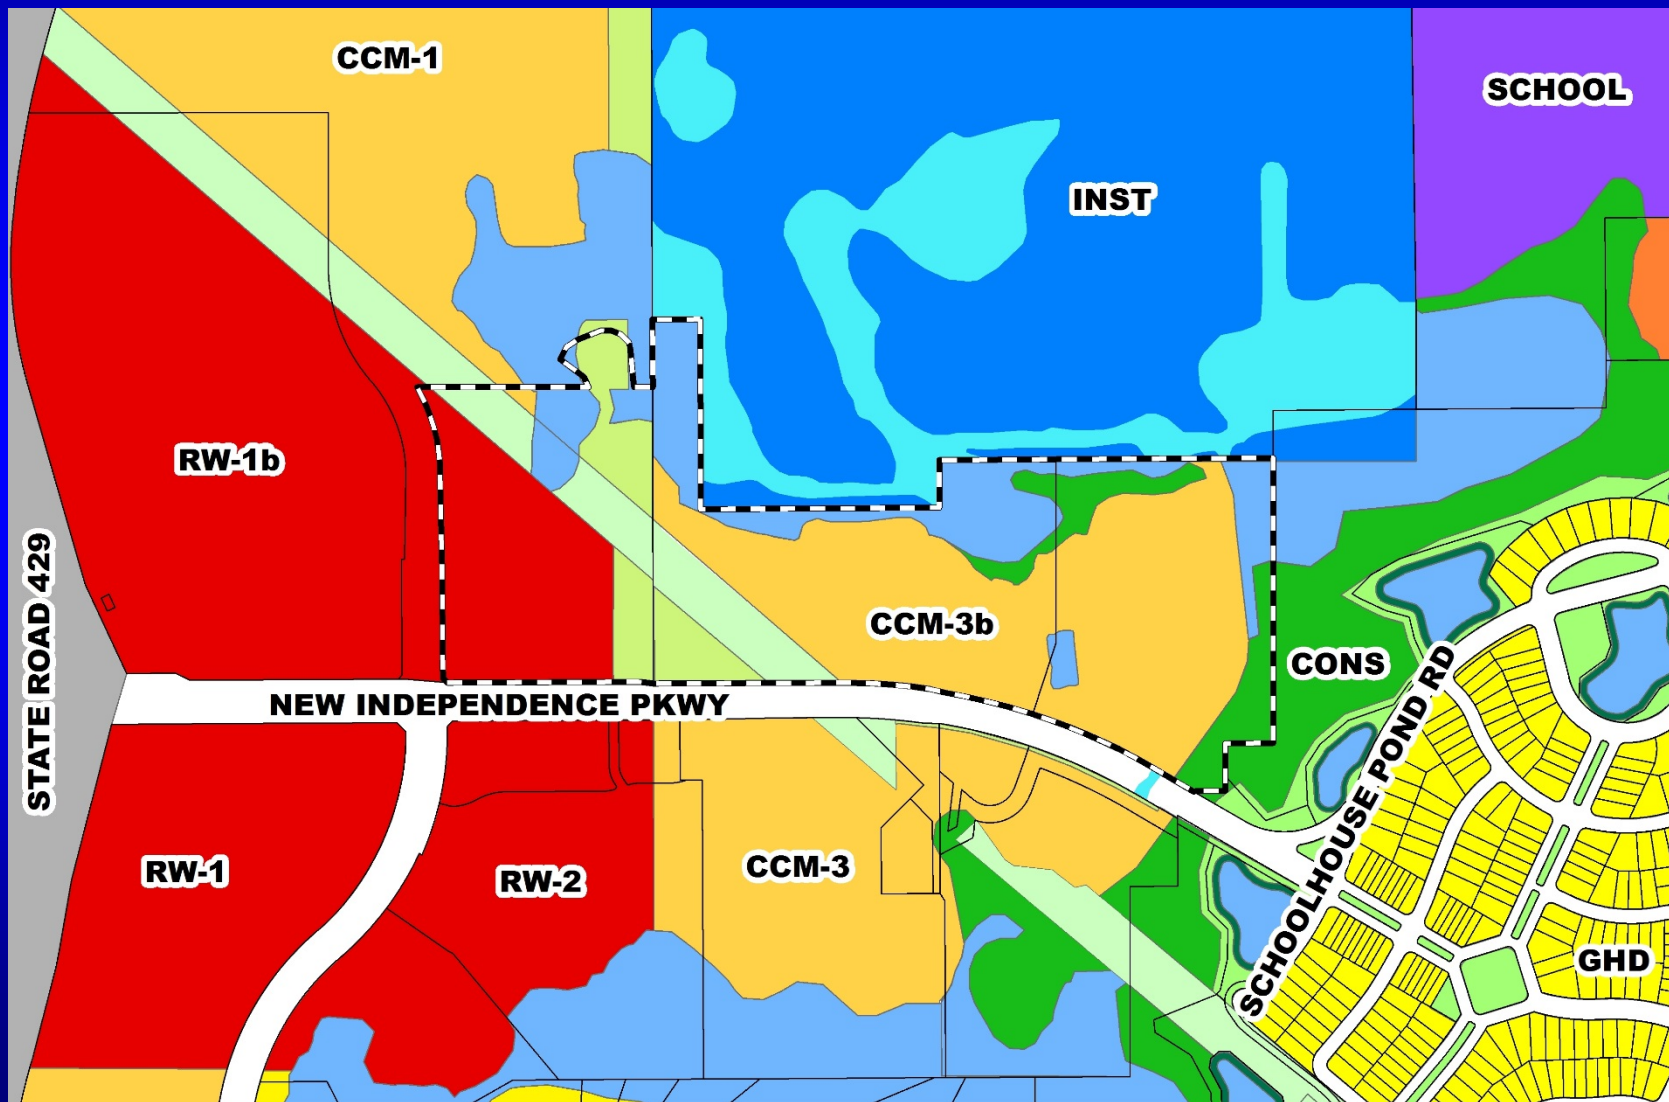 CCM-1
SCHOOL
INST
RW-1b
STATE ROAD 429
CCM-3b
CONS
NEW INDEPENDENCE PKWY
SCHOOLHOUSE POND RD
RW-1
RW-2
CCM-3
GHD